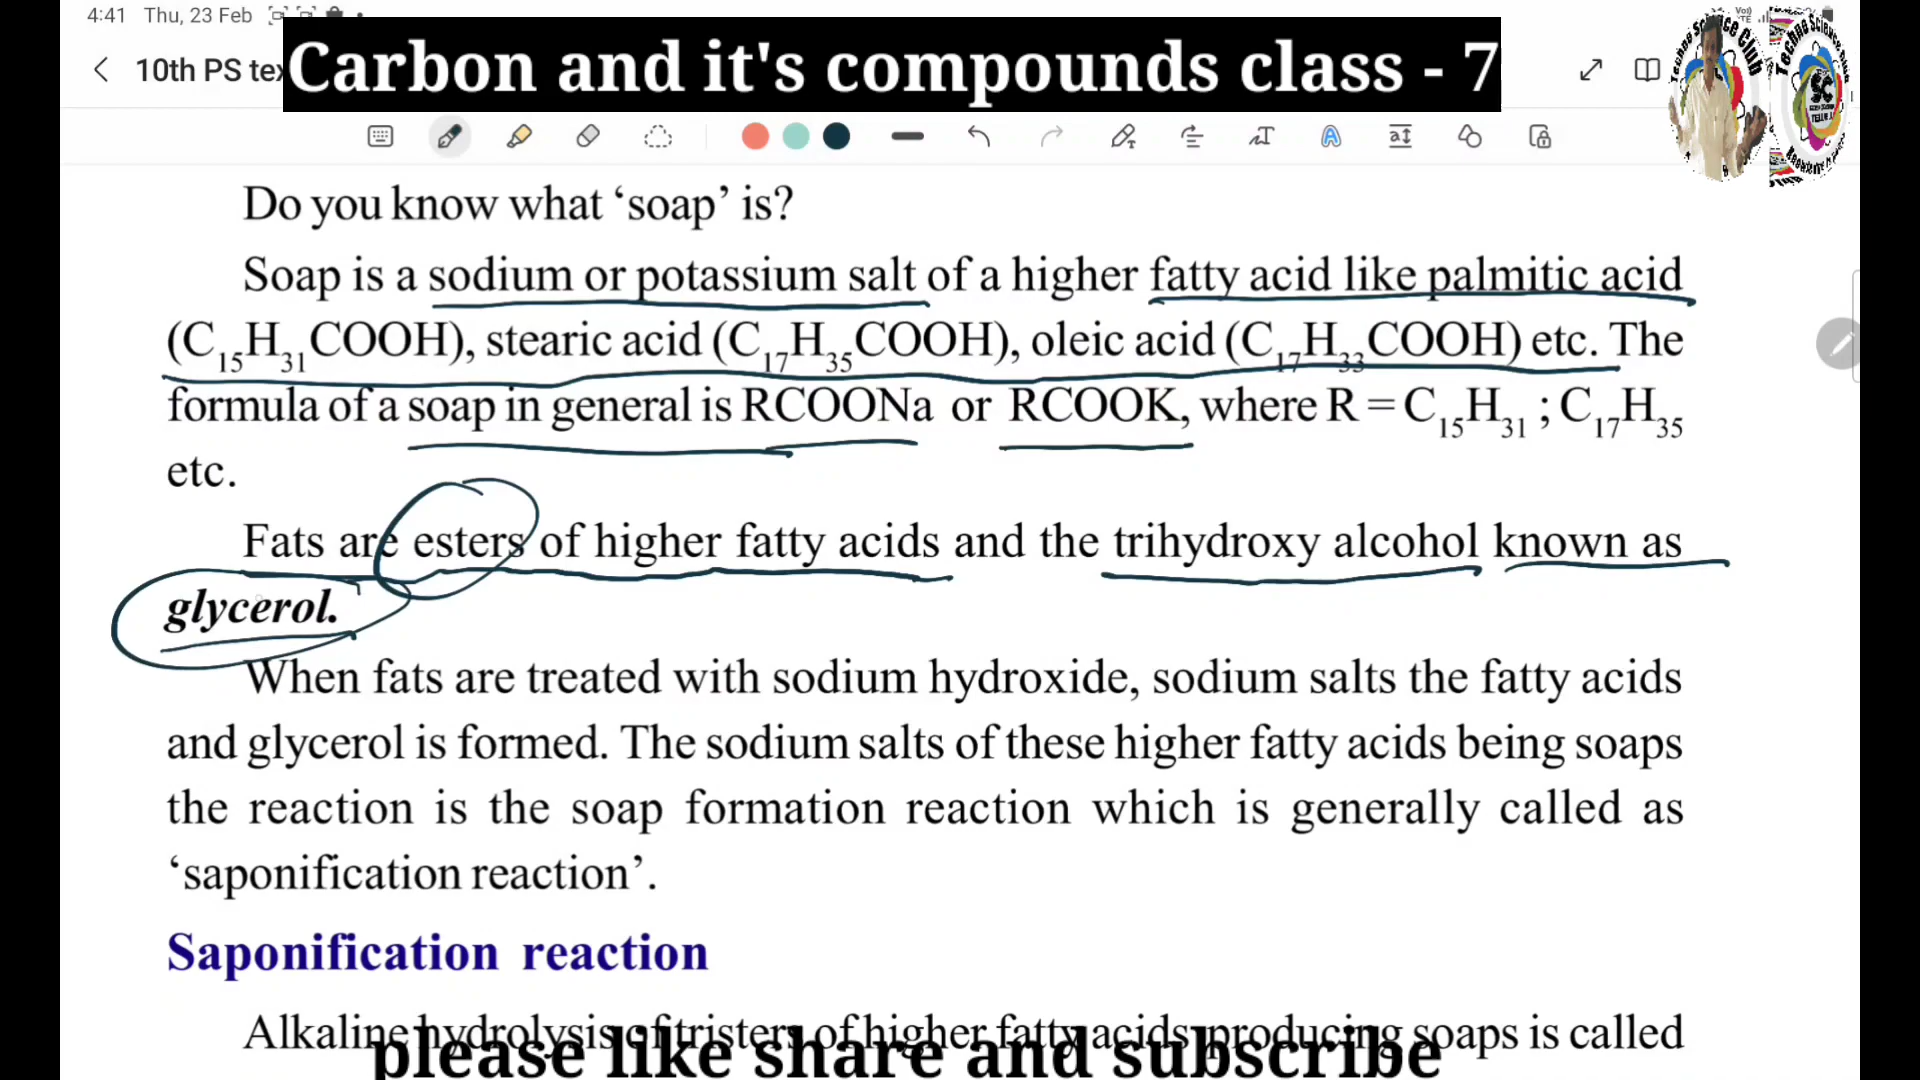 4:41 Thu, 23 Feb
10th PS tex
Carbon and it's compounds class - 7
Do you know what ‘soap’ is?
Soap is a sodium or potassium salt of a higher fatty acid like palmitic acid
(C₁₅H₃₁COOH), stearic acid (C₁₇H₃₅COOH), oleic acid (C₁₇H₃₃COOH) etc. The
formula of a soap in general is RCOONa or RCOOK, where R = C₁₅H₃₁ ; C₁₇H₃₅
etc.
Fats are esters of higher fatty acids and the trihydroxy alcohol known as
glycerol.
When fats are treated with sodium hydroxide, sodium salts the fatty acids
and glycerol is formed. The sodium salts of these higher fatty acids being soaps
the reaction is the soap formation reaction which is generally called as
‘saponification reaction’.
Saponification reaction
Alkaline hydrolysis of tristers of higher fatty acids producing soaps is called
please like share and subscribe